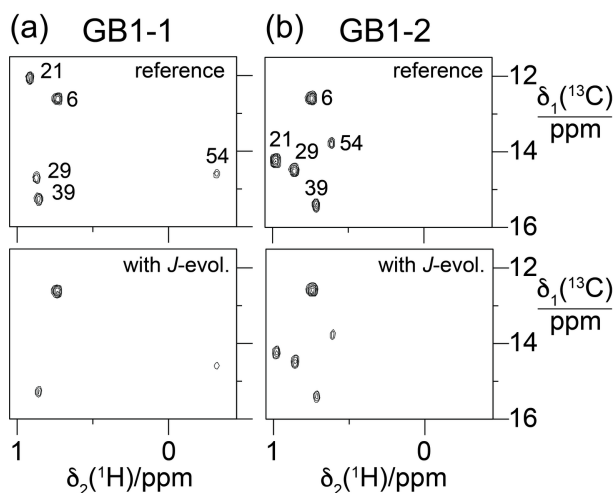 (a) GB1-1
(b) GB1-2
21
reference
6
29
39
54
reference
6
21
29
54
39
12
14
16
δ₁(¹³C)
ppm
with J-evol.
with J-evol.
12
14
16
δ₁(¹³C)
ppm
1 0
1 0
δ₂(¹H)/ppm
δ₂(¹H)/ppm